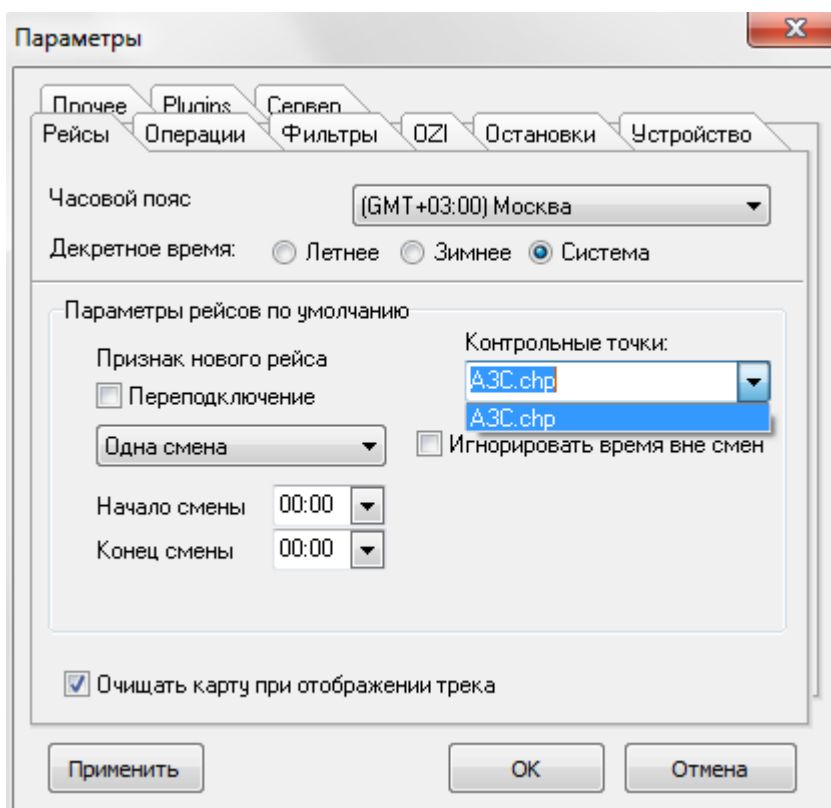 Параметры
Прочее Plugins Сервер
Рейсы Операции Фильтры OZI Остановки Устройство
Часовой пояс (GMT+03:00) Москва
Декретное время: Летнее Зимнее Система
Параметры рейсов по умолчанию
Признак нового рейса Контрольные точки:
Переподключение АЗС.chp
АЗС.chp
Одна смена Игнорировать время вне смен
Начало смены 00:00
Конец смены 00:00
Очищать карту при отображении трека
Применить ОК Отмена